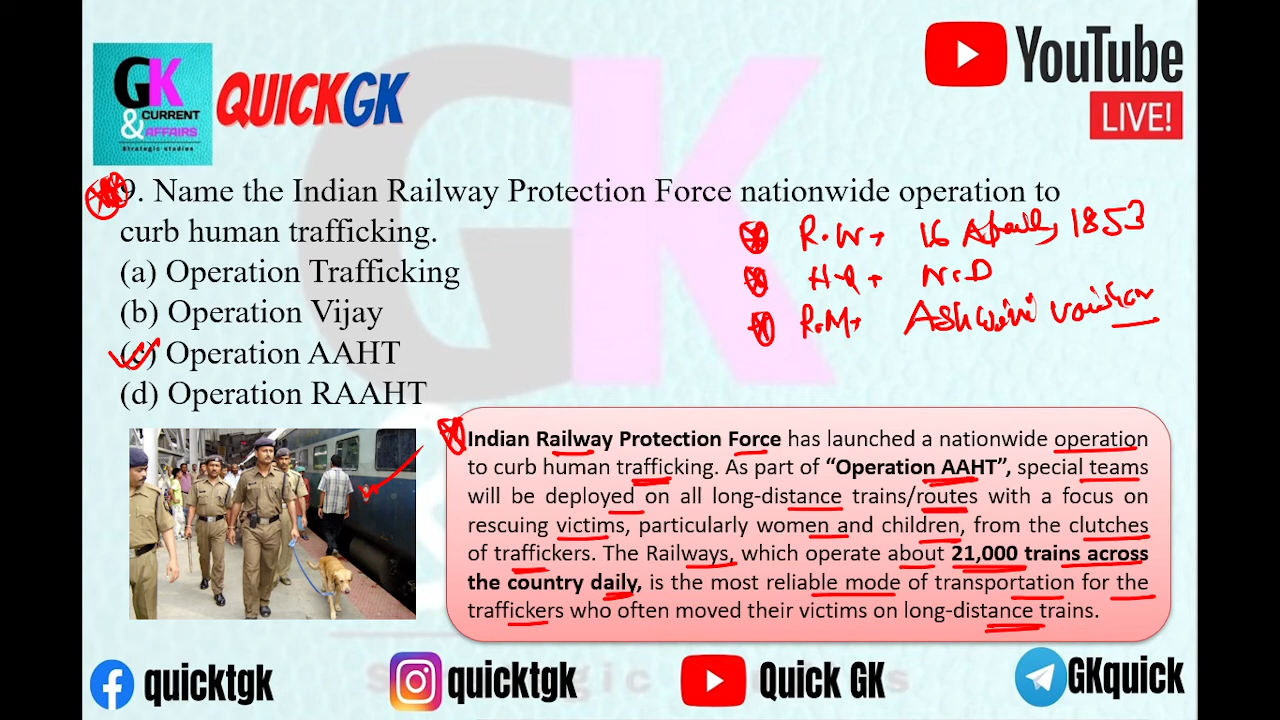 GK
CURRENT
& AFFAIRS
Strategic studies
QUICKGK
YouTube
LIVE!
9. Name the Indian Railway Protection Force nationwide operation to
curb human trafficking.
(a) Operation Trafficking
(b) Operation Vijay
(c) Operation AAHT
(d) Operation RAAHT
R.W → 16 April, 1853
H.Q → N.D
R.M → Ashwini Vaishnav
Indian Railway Protection Force has launched a nationwide operation
to curb human trafficking. As part of “Operation AAHT”, special teams
will be deployed on all long-distance trains/routes with a focus on
rescuing victims, particularly women and children, from the clutches
of traffickers. The Railways, which operate about 21,000 trains across
the country daily, is the most reliable mode of transportation for the
traffickers who often moved their victims on long-distance trains.
quicktgk
quicktgk
Quick GK
GKquick